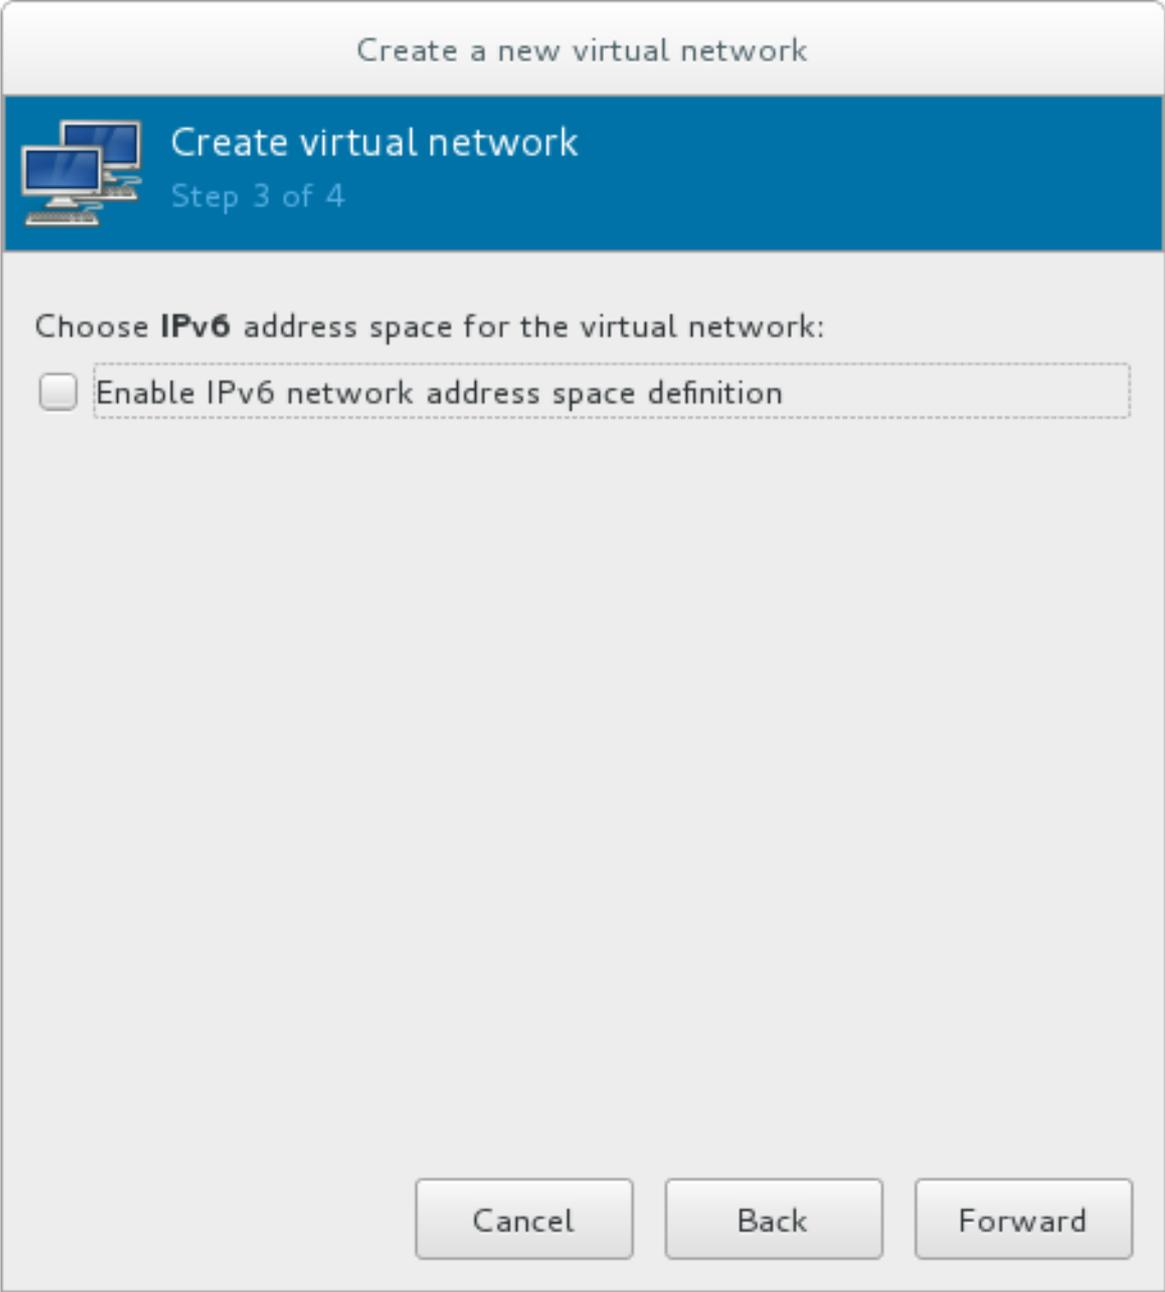 Create a new virtual network
Create virtual network
Step 3 of 4
Choose IPv6 address space for the virtual network:
Enable IPv6 network address space definition
Cancel Back Forward